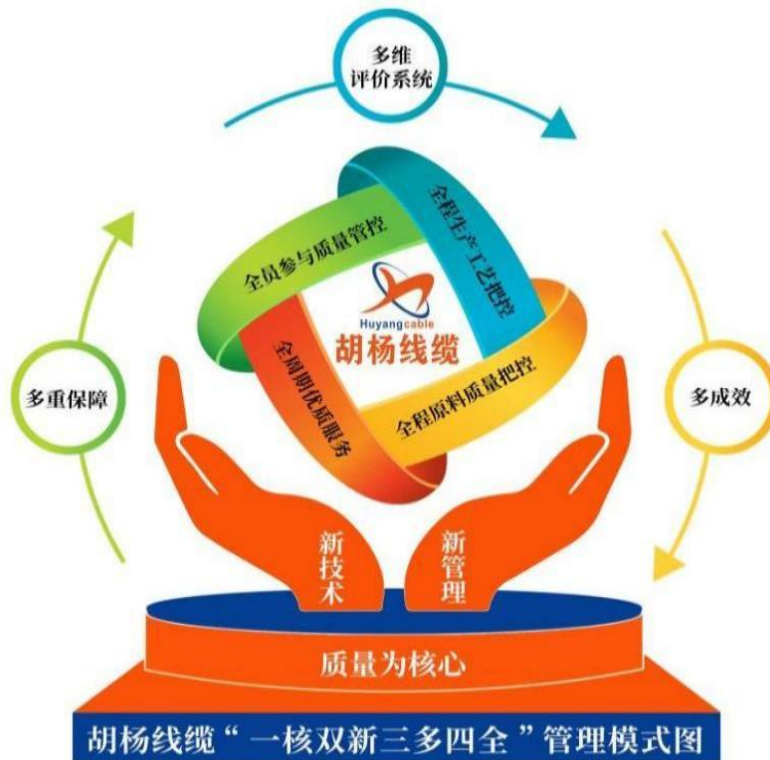 多维
评价系统
全员参与质量管控
全程生产工艺把控
Huyangcable
胡杨线缆
全周期优质服务
全程原料质量把控
多重保障
多成效
新技术
新管理
质量为核心
胡杨线缆“一核双新三多四全”管理模式图